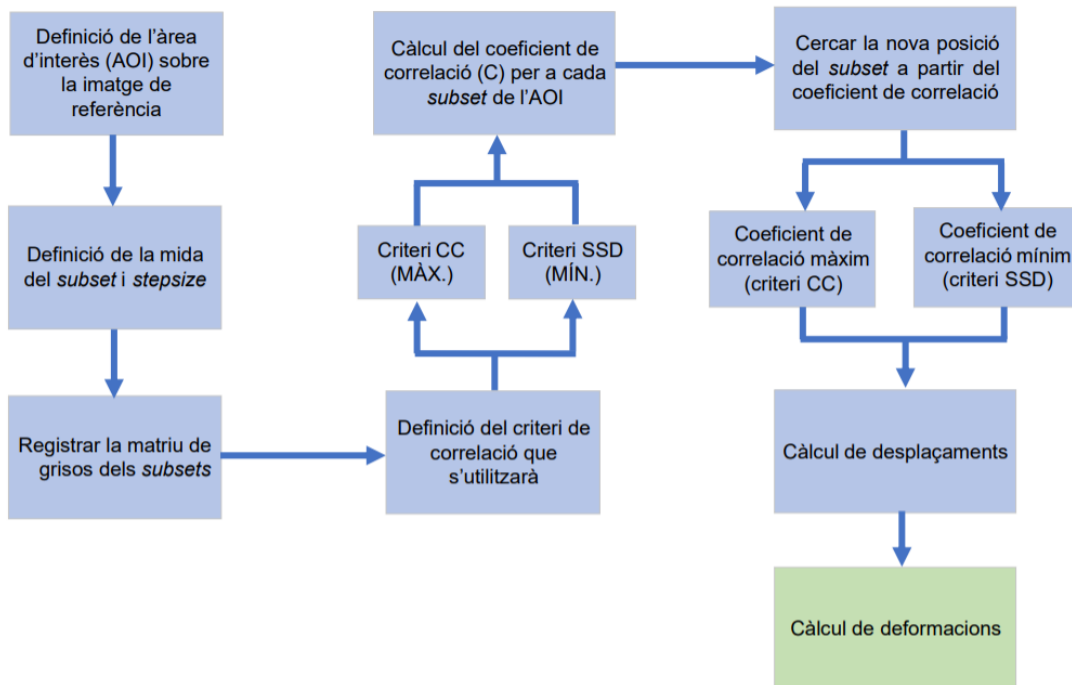 Definició de l'àrea
d'interès (AOI) sobre
la imatge de
referència
Definició de la mida
del subset i stepsize
Registrar la matriu de
grisos dels subsets
Definició del criteri de
correlació que
s'utilitzarà
Criteri CC
(MÀX.)
Criteri SSD
(MÍN.)
Càlcul del coeficient de
correlació (C) per a cada
subset de l'AOI
Cercar la nova posició
del subset a partir del
coeficient de correlació
Coeficient de
correlació màxim
(criteri CC)
Coeficient de
correlació mínim
(criteri SSD)
Càlcul de desplaçaments
Càlcul de deformacions